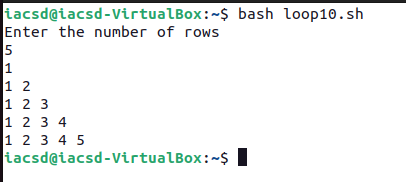 iacsd@iacsd-VirtualBox:~$ bash loop10.sh
Enter the number of rows
5
1
1 2
1 2 3
1 2 3 4
1 2 3 4 5
iacsd@iacsd-VirtualBox:~$